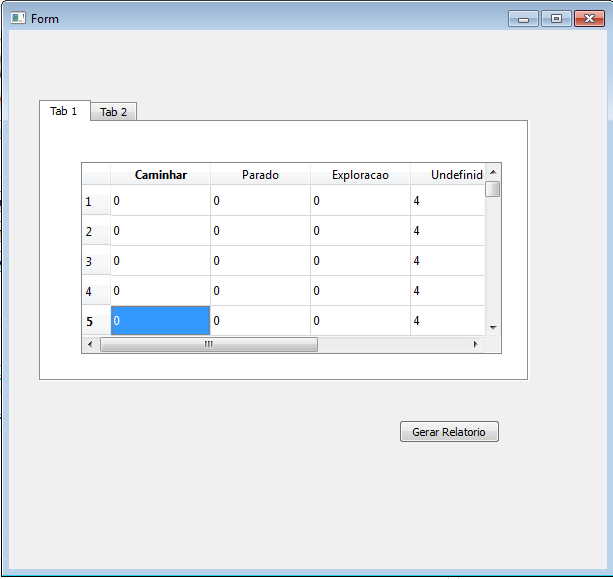 Form
Tab 1 Tab 2
Caminhar Parado Exploracao Undefinid
1 0 0 0 4
2 0 0 0 4
3 0 0 0 4
4 0 0 0 4
5 0 0 0 4
Gerar Relatorio